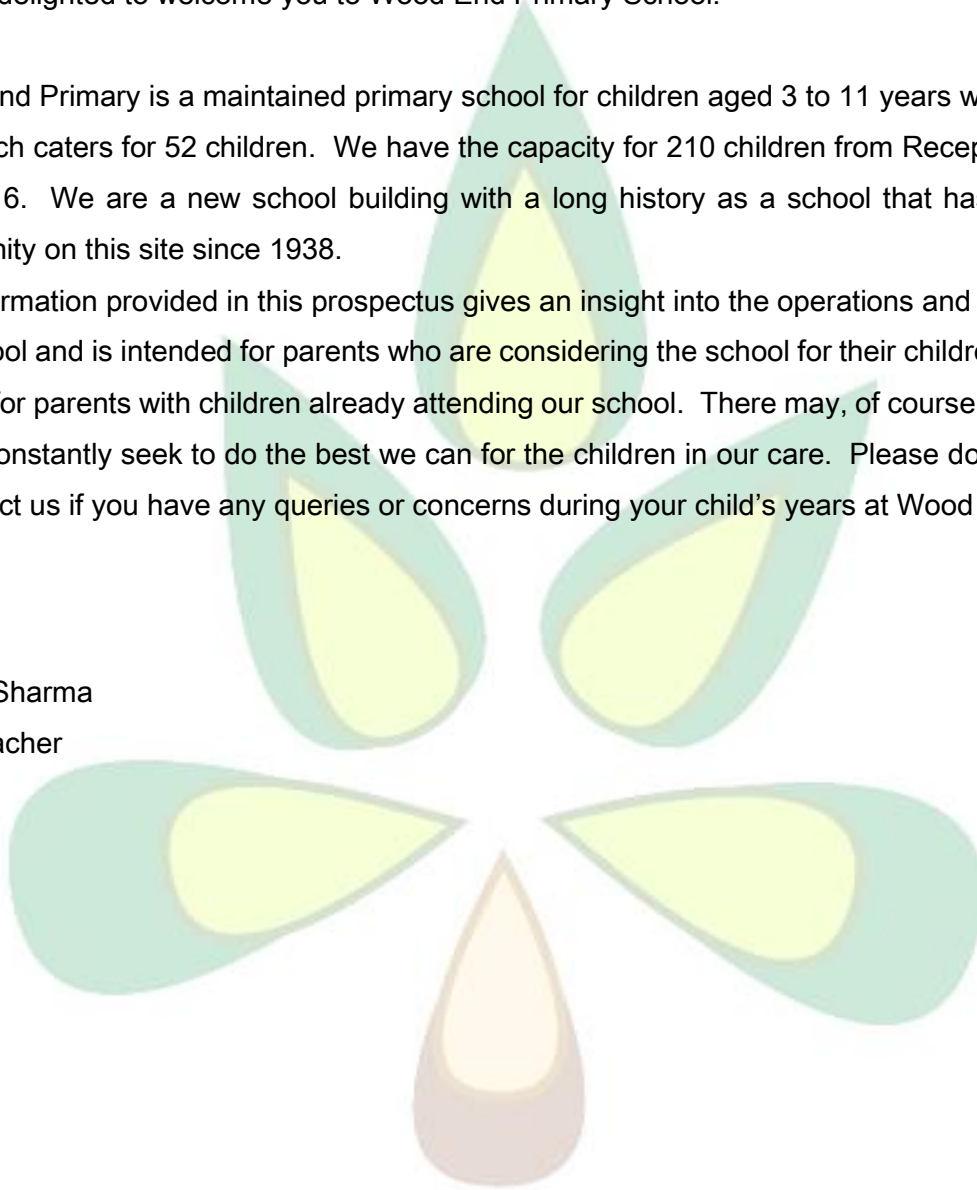 delighted to welcome you to Wood End Primary School.
nd Primary is a maintained primary school for children aged 3 to 11 years w
ch caters for 52 children. We have the capacity for 210 children from Recep
6. We are a new school building with a long history as a school that has
nity on this site since 1938.
rmation provided in this prospectus gives an insight into the operations and
ool and is intended for parents who are considering the school for their childre
for parents with children already attending our school. There may, of course
onstantly seek to do the best we can for the children in our care. Please do
ct us if you have any queries or concerns during your child’s years at Wood
Sharma
acher